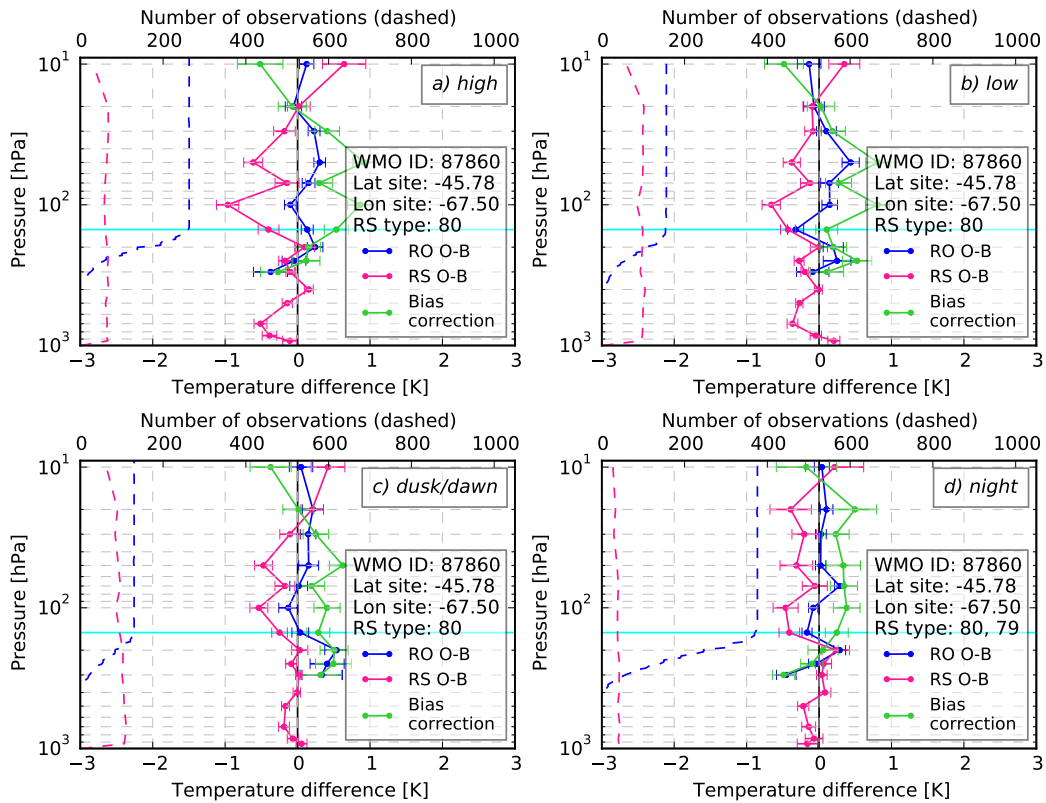 Number of observations (dashed)
0 200 400 600 800 1000
10¹
10²
10³
Pressure [hPa]
a) high
WMO ID: 87860
Lat site: -45.78
Lon site: -67.50
RS type: 80
RO O-B
RS O-B
Bias
correction
−3 −2 −1 0 1 2 3
Temperature difference [K]
Number of observations (dashed)
0 200 400 600 800 1000
10¹
10²
10³
Pressure [hPa]
b) low
WMO ID: 87860
Lat site: -45.78
Lon site: -67.50
RS type: 80
RO O-B
RS O-B
Bias
correction
−3 −2 −1 0 1 2 3
Temperature difference [K]
Number of observations (dashed)
0 200 400 600 800 1000
10¹
10²
10³
Pressure [hPa]
c) dusk/dawn
WMO ID: 87860
Lat site: -45.78
Lon site: -67.50
RS type: 80
RO O-B
RS O-B
Bias
correction
−3 −2 −1 0 1 2 3
Temperature difference [K]
Number of observations (dashed)
0 200 400 600 800 1000
10¹
10²
10³
Pressure [hPa]
d) night
WMO ID: 87860
Lat site: -45.78
Lon site: -67.50
RS type: 80, 79
RO O-B
RS O-B
Bias
correction
−3 −2 −1 0 1 2 3
Temperature difference [K]